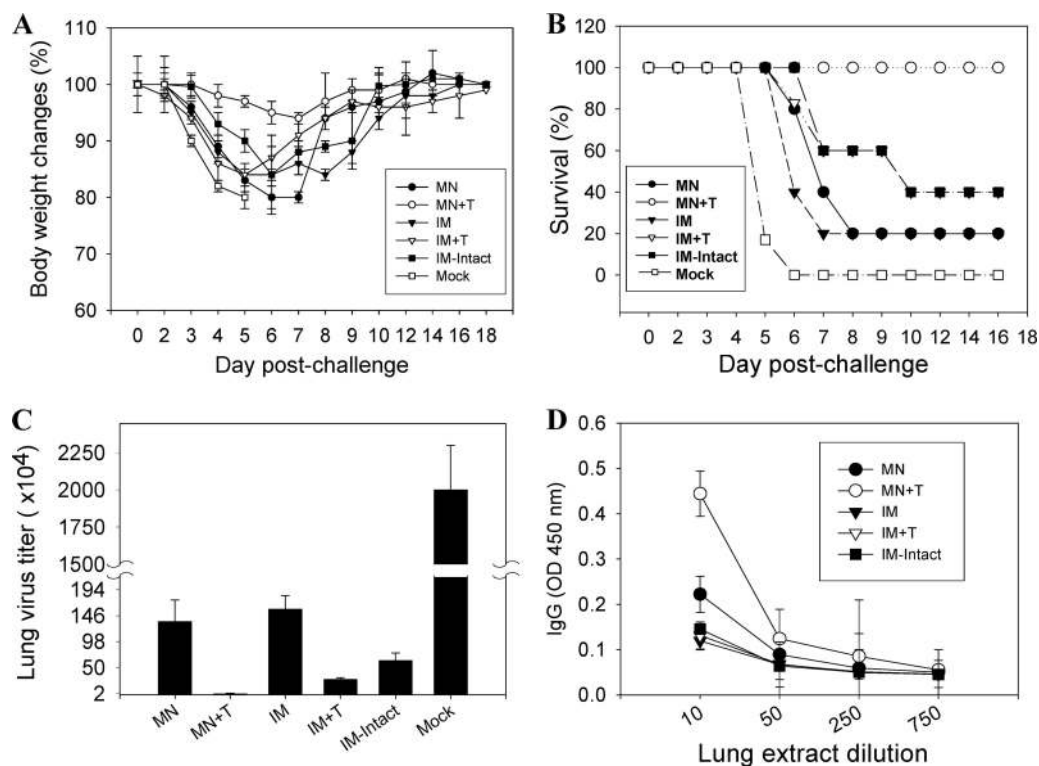 A
110
100
90
80
70
60
Body weight changes (%)
MN
MN+T
IM
IM+T
IM-Intact
Mock
0 2 3 4 5 6 7 8 9 10 12 14 16 18
Day post-challenge
B
120
100
80
60
40
20
0
Survival (%)
MN
MN+T
IM
IM+T
IM-Intact
Mock
0 2 3 4 5 6 7 8 9 10 12 14 16 18
Day post-challenge
C
2250
2000
1750
1500
194
146
98
50
2
Lung virus titer ( x10⁴)
MN
MN+T
IM
IM+T
IM-Intact
Mock
D
0.6
0.5
0.4
0.3
0.2
0.1
0.0
IgG (OD 450 nm)
MN
MN+T
IM
IM+T
IM-Intact
10 50 250 750
Lung extract dilution